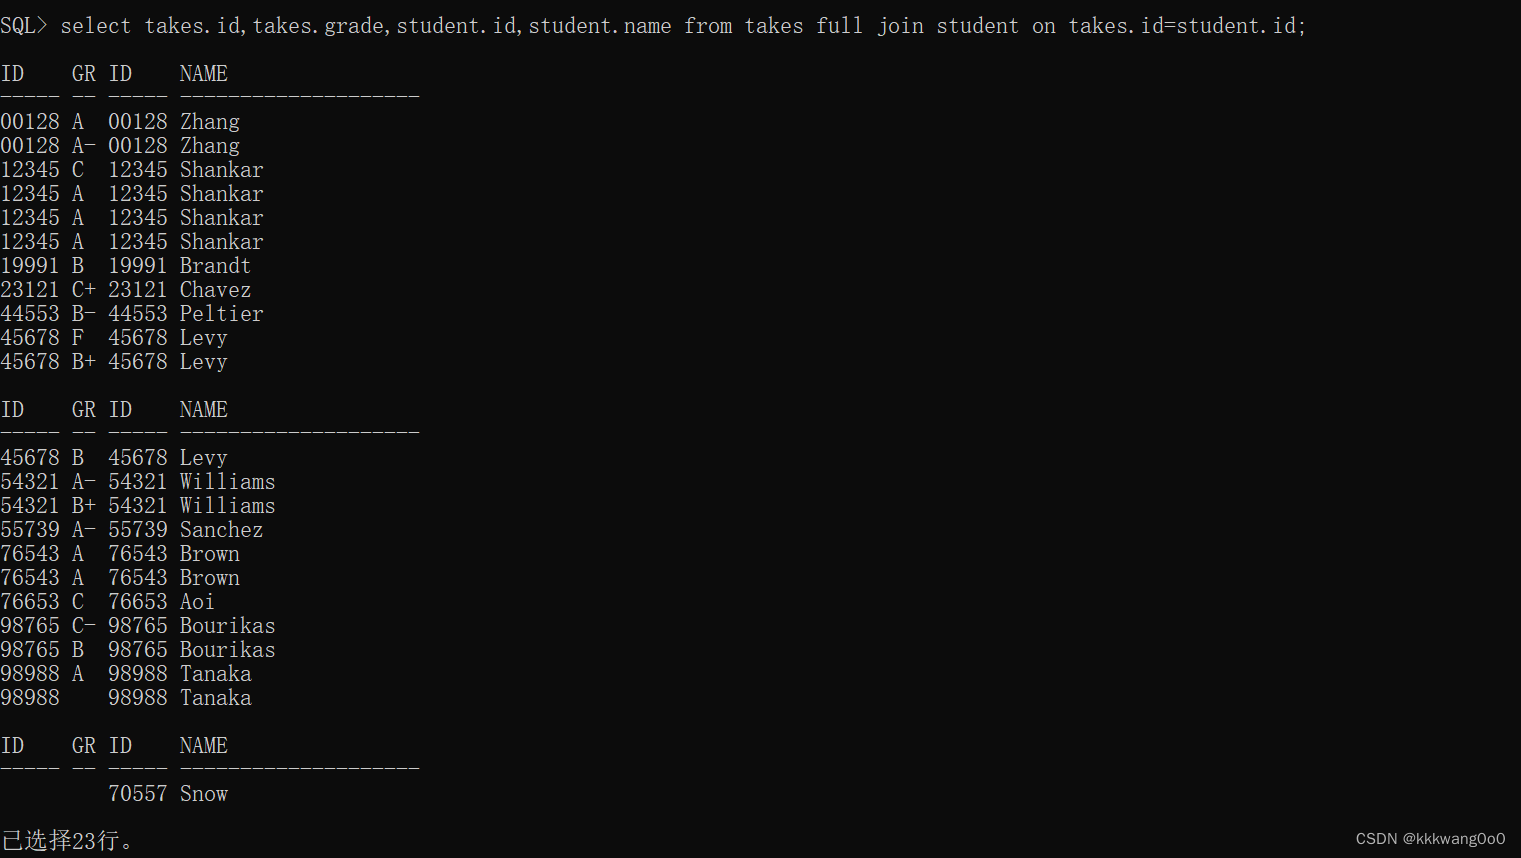 SQL> select takes.id,takes.grade,student.id,student.name from takes full join student on takes.id=student.id;
ID    GR ID    NAME
----- -- ----- --------------------
00128 A  00128 Zhang
00128 A- 00128 Zhang
12345 C  12345 Shankar
12345 A  12345 Shankar
12345 A  12345 Shankar
12345 A  12345 Shankar
19991 B  19991 Brandt
23121 C+ 23121 Chavez
44553 B- 44553 Peltier
45678 F  45678 Levy
45678 B+ 45678 Levy
ID    GR ID    NAME
----- -- ----- --------------------
45678 B  45678 Levy
54321 A- 54321 Williams
54321 B+ 54321 Williams
55739 A- 55739 Sanchez
76543 A  76543 Brown
76543 A  76543 Brown
76653 C  76653 Aoi
98765 C- 98765 Bourikas
98765 B  98765 Bourikas
98988 A  98988 Tanaka
98988    98988 Tanaka
ID    GR ID    NAME
----- -- ----- --------------------
         70557 Snow
已选择23行。
CSDN @kkkwang0o0